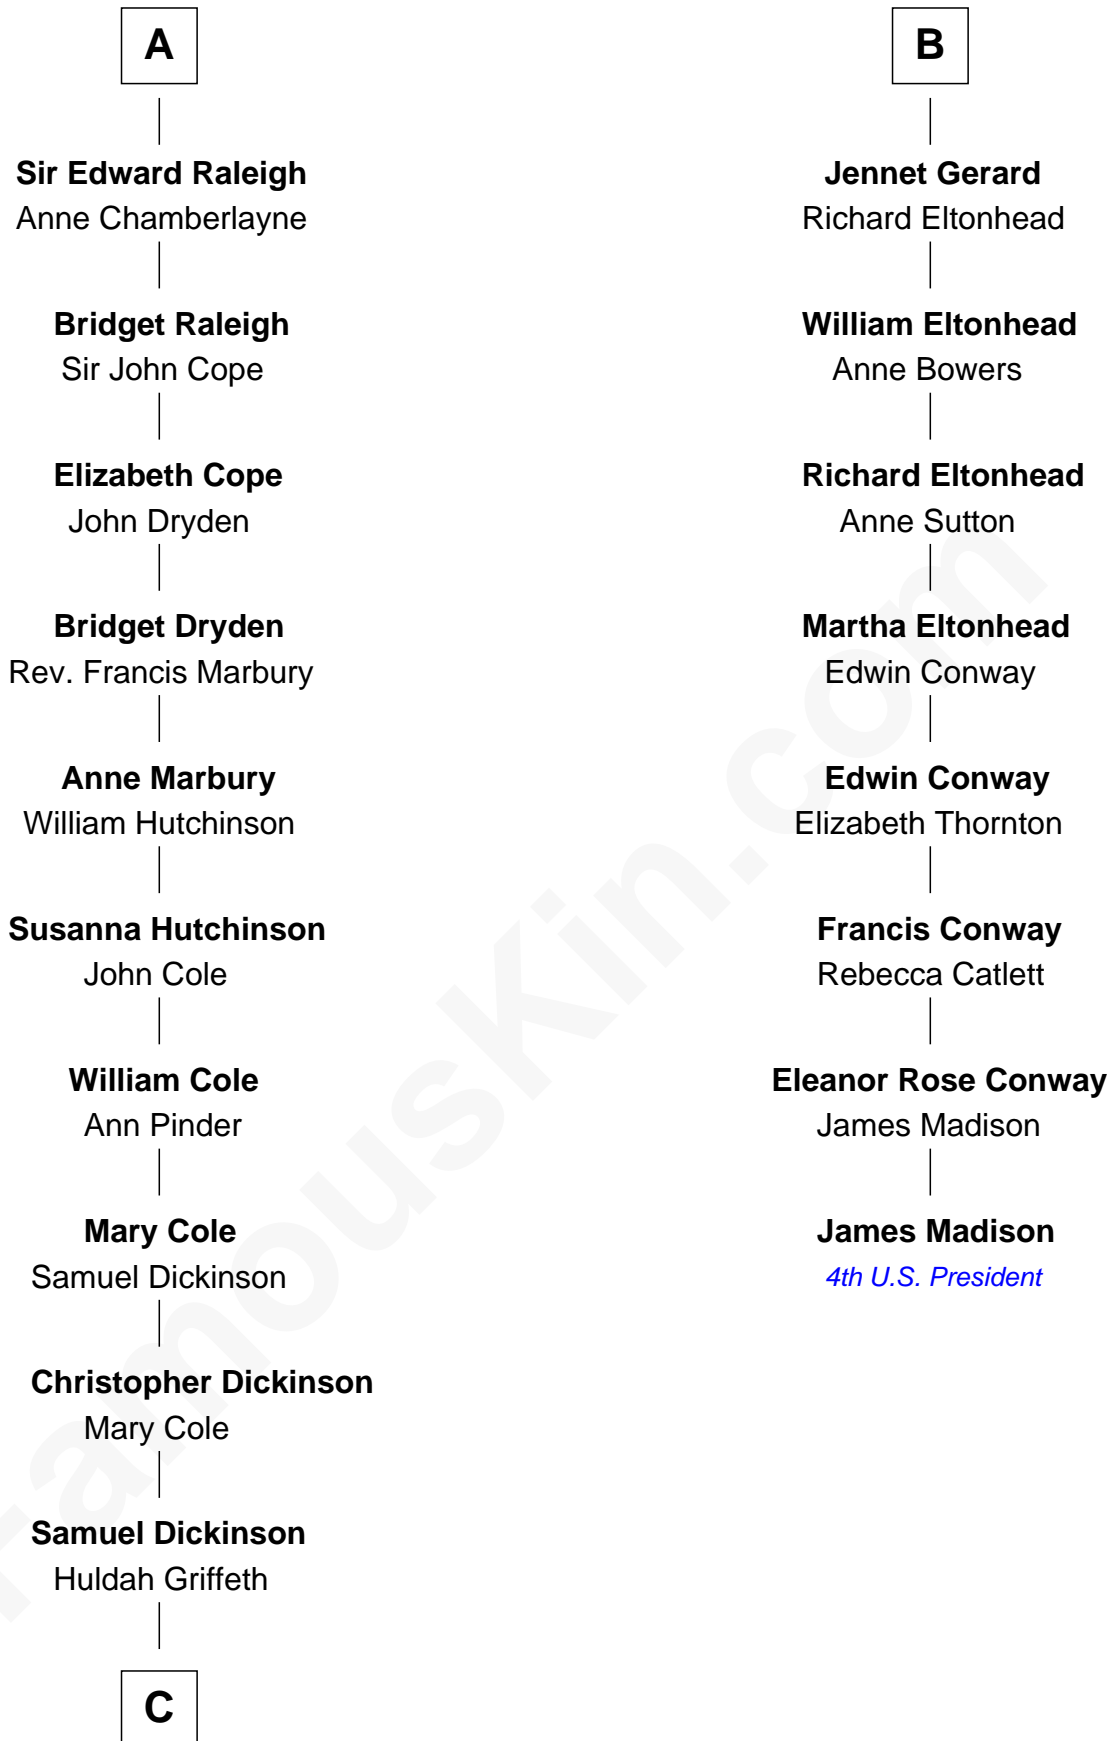 A
Sir Edward Raleigh
Anne Chamberlayne
Bridget Raleigh
Sir John Cope
Elizabeth Cope
John Dryden
Bridget Dryden
Rev. Francis Marbury
Anne Marbury
William Hutchinson
Susanna Hutchinson
John Cole
William Cole
Ann Pinder
Mary Cole
Samuel Dickinson
Christopher Dickinson
Mary Cole
Samuel Dickinson
Huldah Griffeth
C
B
Jennet Gerard
Richard Eltonhead
William Eltonhead
Anne Bowers
Richard Eltonhead
Anne Sutton
Martha Eltonhead
Edwin Conway
Edwin Conway
Elizabeth Thornton
Francis Conway
Rebecca Catlett
Eleanor Rose Conway
James Madison
James Madison
4th U.S. President
FamousKin.com